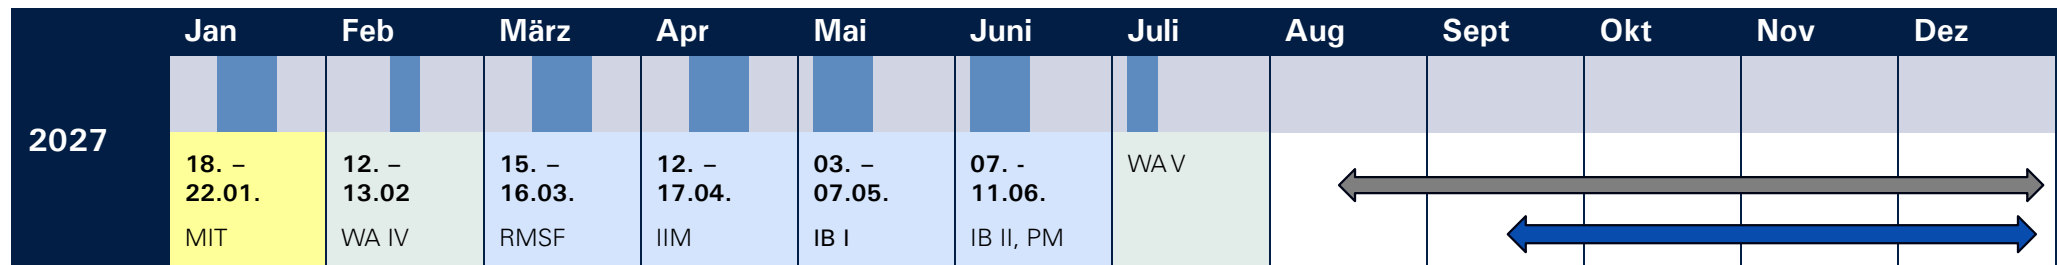 Jan Feb März Apr Mai Juni Juli Aug Sept Okt Nov Dez
2027
18. –
22.01.
MIT
12. –
13.02
WA IV
15. –
16.03.
RMSF
12. –
17.04.
IIM
03. –
07.05.
IB I
07. -
11.06.
IB II, PM
WA V